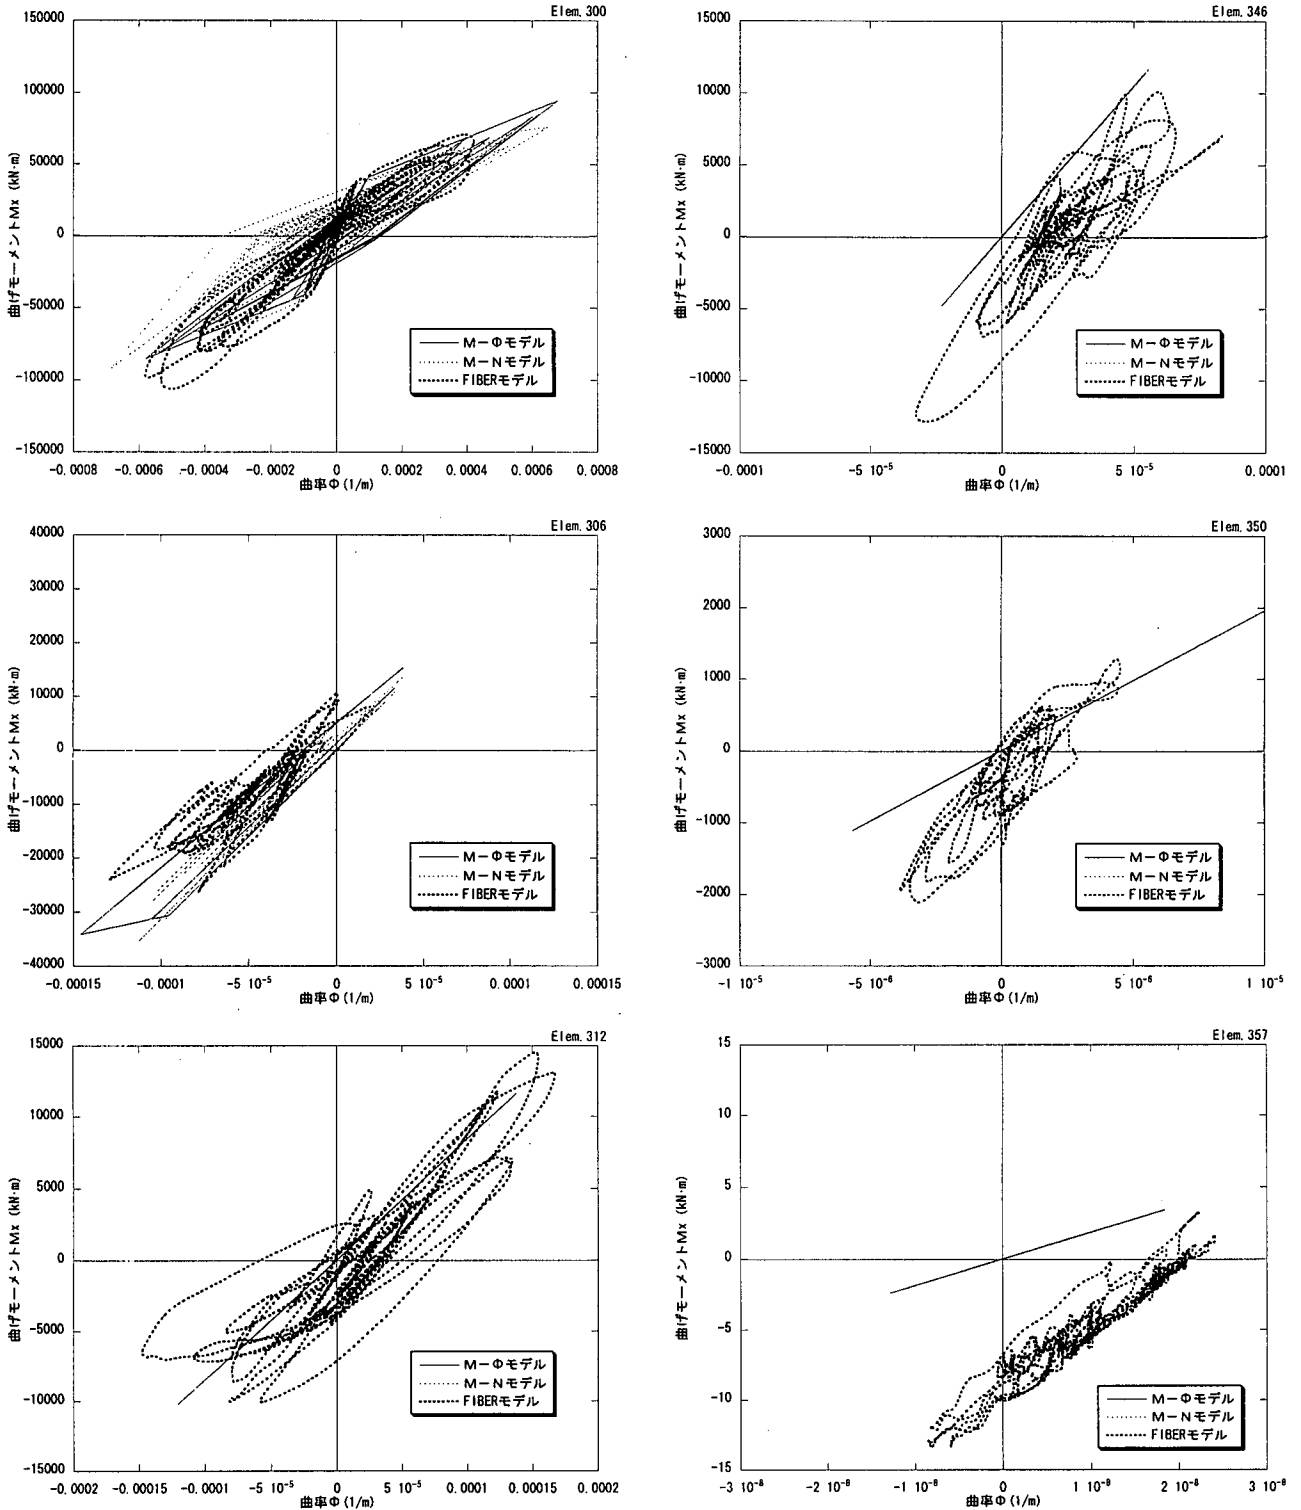 Elem. 300
150000
100000
50000
0
-50000
-100000
-150000
曲げモーメントMx (kN·m)
M-Φモデル
M-Nモデル
FIBERモデル
-0.0008 -0.0006 -0.0004 -0.0002 0 0.0002 0.0004 0.0006 0.0008
曲率Φ (1/m)
Elem. 346
15000
10000
5000
0
-5000
-10000
-15000
曲げモーメントMx (kN·m)
M-Φモデル
M-Nモデル
FIBERモデル
-0.0001 -5 10⁻⁵ 0 5 10⁻⁵ 0.0001
曲率Φ (1/m)
Elem. 306
40000
30000
20000
10000
0
-10000
-20000
-30000
-40000
曲げモーメントMx (kN·m)
M-Φモデル
M-Nモデル
FIBERモデル
-0.00015 -0.0001 -5 10⁻⁵ 0 5 10⁻⁵ 0.0001 0.00015
曲率Φ (1/m)
Elem. 350
3000
2000
1000
0
-1000
-2000
-3000
曲げモーメントMx (kN·m)
M-Φモデル
M-Nモデル
FIBERモデル
-1 10⁻⁵ -5 10⁻⁶ 0 5 10⁻⁶ 1 10⁻⁵
曲率Φ (1/m)
Elem. 312
15000
10000
5000
0
-5000
-10000
-15000
曲げモーメントMx (kN·m)
M-Φモデル
M-Nモデル
FIBERモデル
-0.0002 -0.00015 -0.0001 -5 10⁻⁵ 0 5 10⁻⁵ 0.0001 0.00015 0.0002
曲率Φ (1/m)
Elem. 357
15
10
5
0
-5
-10
-15
曲げモーメントMx (kN·m)
M-Φモデル
M-Nモデル
FIBERモデル
-3 10⁻⁸ -2 10⁻⁸ -1 10⁻⁸ 0 1 10⁻⁸ 2 10⁻⁸ 3 10⁻⁸
曲率Φ (1/m)